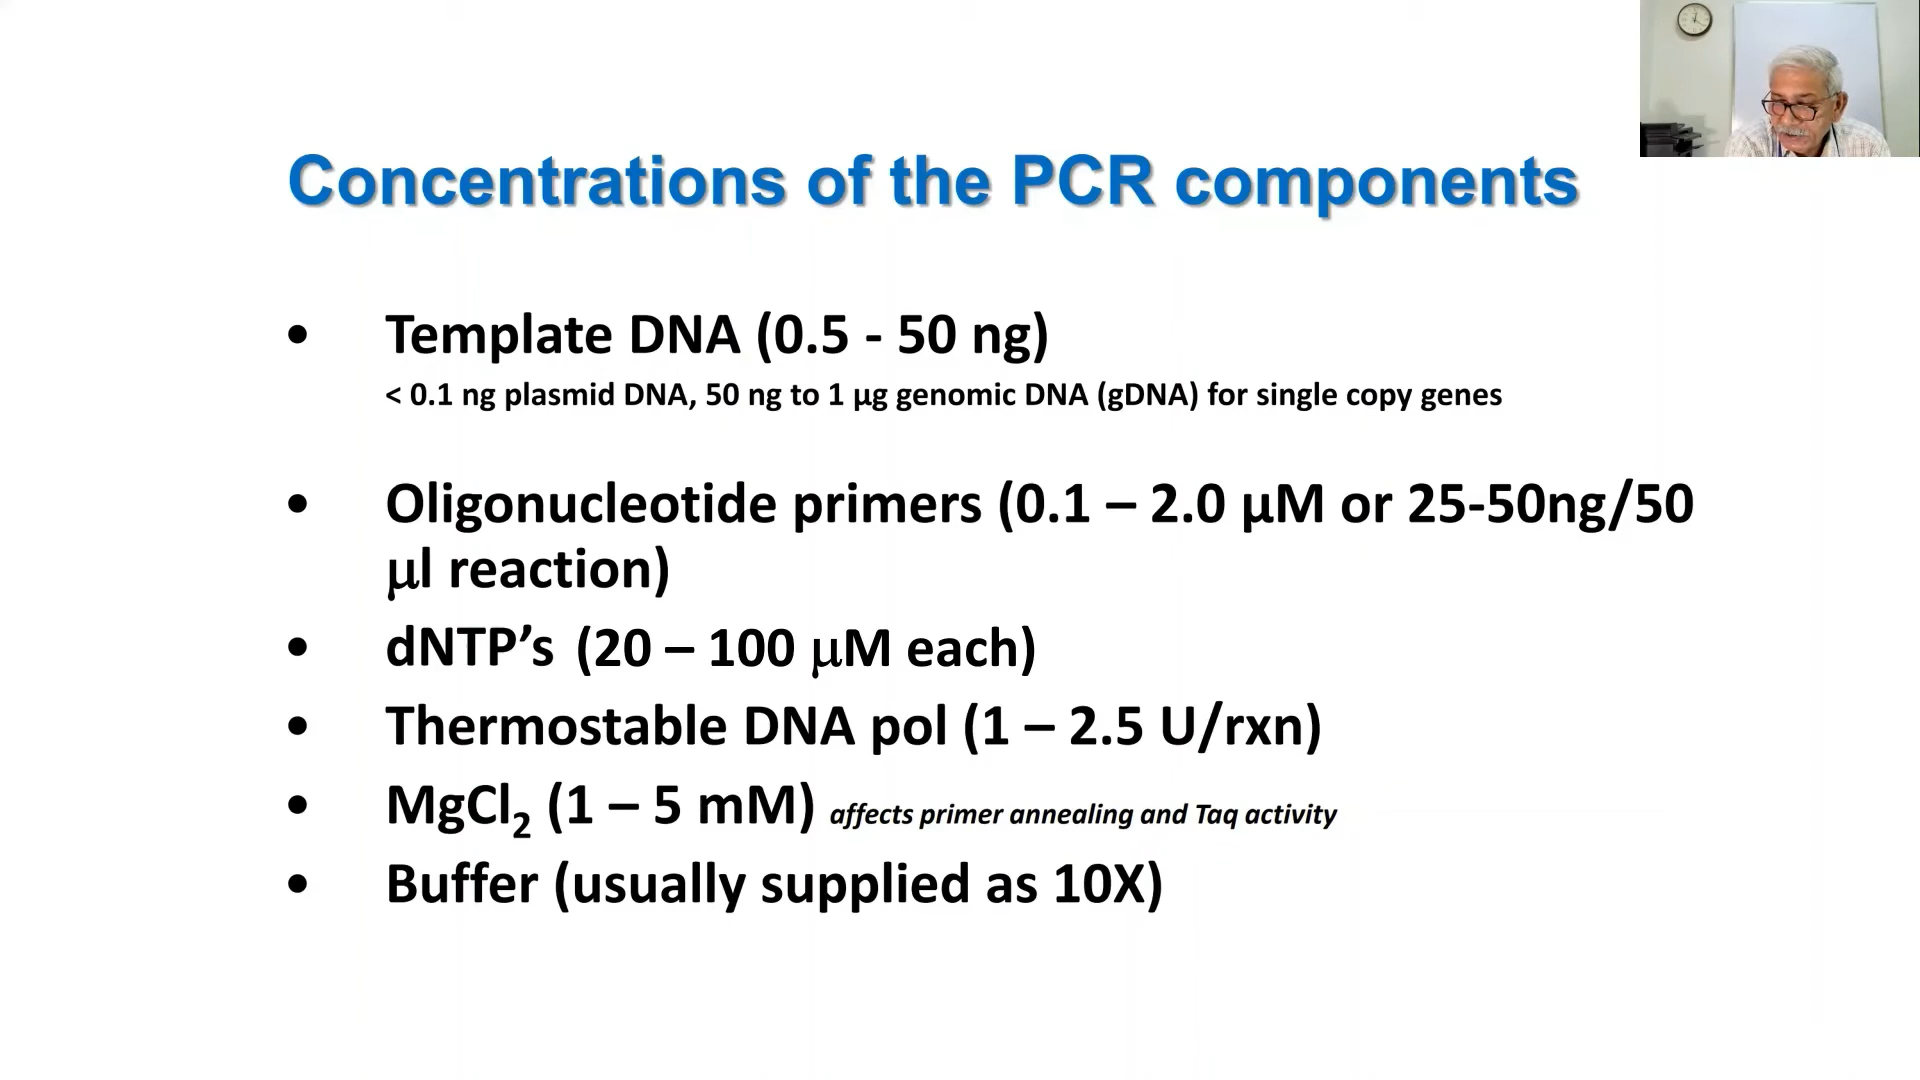 Concentrations of the PCR components
• Template DNA (0.5 - 50 ng)
< 0.1 ng plasmid DNA, 50 ng to 1 µg genomic DNA (gDNA) for single copy genes
• Oligonucleotide primers (0.1 – 2.0 µM or 25-50ng/50
µl reaction)
• dNTP’s (20 – 100 µM each)
• Thermostable DNA pol (1 – 2.5 U/rxn)
• MgCl₂ (1 – 5 mM) affects primer annealing and Taq activity
• Buffer (usually supplied as 10X)